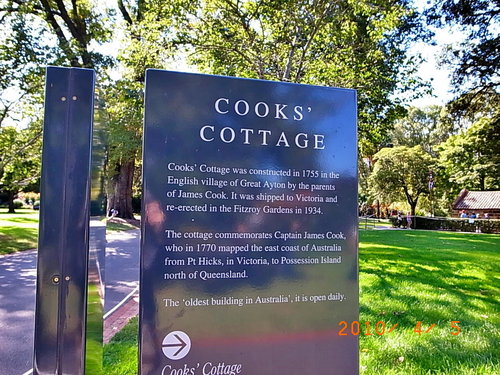 COOKS'
COTTAGE
Cooks' Cottage was constructed in 1755 in the
English village of Great Ayton by the parents
of James Cook. It was shipped to Victoria and
re-erected in the Fitzroy Gardens in 1934.
The cottage commemorates Captain James Cook,
who in 1770 mapped the east coast of Australia
from Pt Hicks, in Victoria, to Possession Island
north of Queensland.
The 'oldest building in Australia', it is open daily.
Cooks' Cottage
2010/ 4/ 5